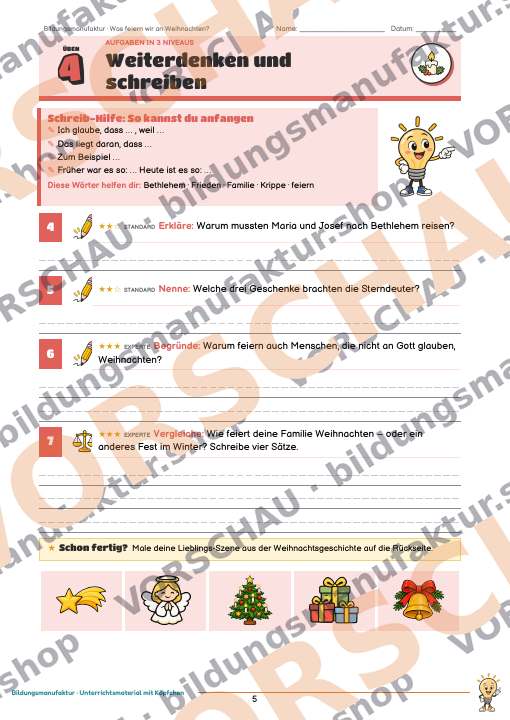 Bildungsmanufaktur · Was feiern wir an Weihnachten?
Name:
Datum:
ÜBEN
4
AUFGABEN IN 3 NIVEAUS
Weiterdenken und
schreiben
Schreib-Hilfe: So kannst du anfangen
Ich glaube, dass … , weil …
Das liegt daran, dass …
Zum Beispiel …
Früher war es so: … Heute ist es so: …
Diese Wörter helfen dir: Bethlehem · Frieden · Familie · Krippe · feiern
4
★★☆ STANDARD Erkläre: Warum mussten Maria und Josef nach Bethlehem reisen?
5
★★☆ STANDARD Nenne: Welche drei Geschenke brachten die Sterndeuter?
6
★★★ EXPERTE Begründe: Warum feiern auch Menschen, die nicht an Gott glauben,
Weihnachten?
7
★★★ EXPERTE Vergleiche: Wie feiert deine Familie Weihnachten – oder ein
anderes Fest im Winter? Schreibe vier Sätze.
★ Schon fertig? Male deine Lieblings-Szene aus der Weihnachtsgeschichte auf die Rückseite.
Bildungsmanufaktur · Unterrichtsmaterial mit Köpfchen
5
VORSCHAU · bildungsmanufaktur.shop
VORSCHAU